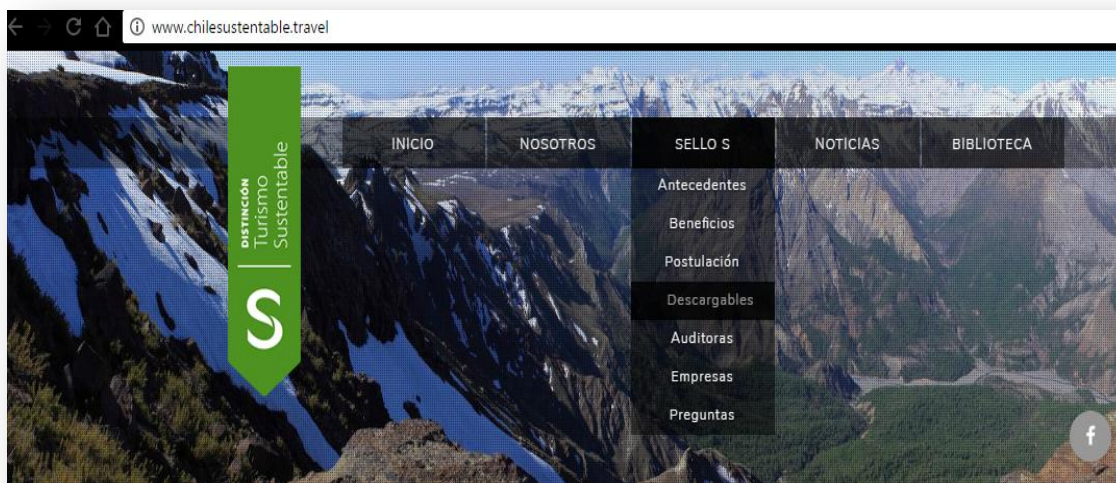 www.chilesustentable.travel
DISTINCIÓN
Turismo
Sustentable
S
INICIO
NOSOTROS
SELLO S
NOTICIAS
BIBLIOTECA
Antecedentes
Beneficios
Postulación
Descargables
Auditoras
Empresas
Preguntas
f